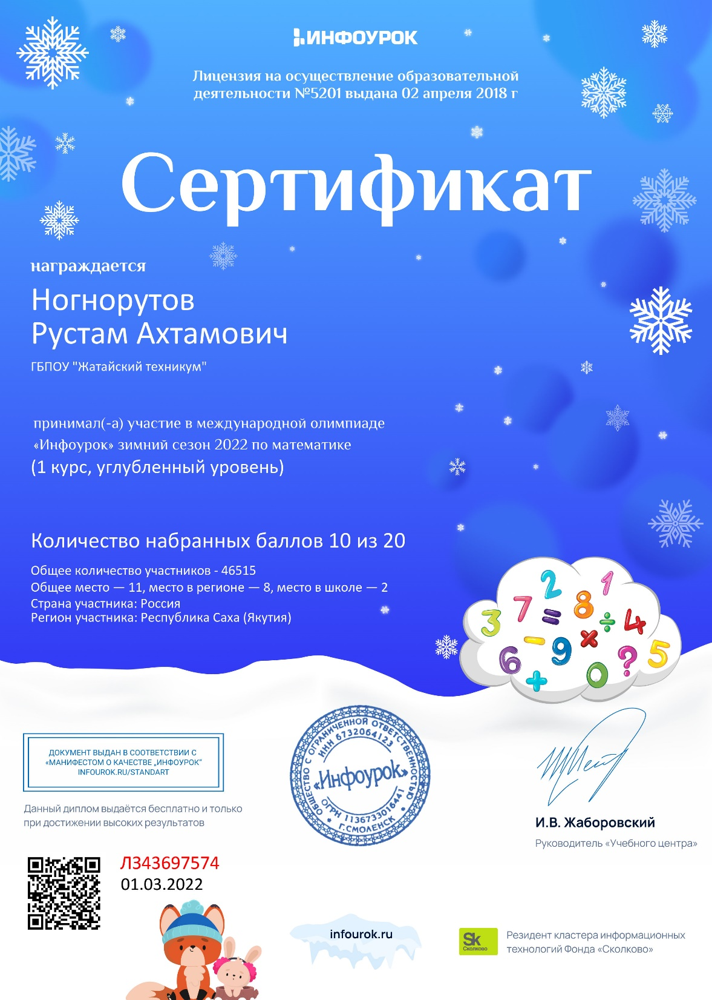 ИНФОУРОК
Лицензия на осуществление образовательной
деятельности №5201 выдана 02 апреля 2018 г
Сертификат
награждается
Ногнорутов
Рустам Ахтамович
ГБПОУ "Жатайский техникум"
принимал(-а) участие в международной олимпиаде
«Инфоурок» зимний сезон 2022 по математике
(1 курс, углубленный уровень)
Количество набранных баллов 10 из 20
Общее количество участников - 46515
Общее место — 11, место в регионе — 8, место в школе — 2
Страна участника: Россия
Регион участника: Республика Саха (Якутия)
2 1
7 8
3 = ÷ 4
- 9 × ? 5
6 + 0
ДОКУМЕНТ ВЫДАН В СООТВЕТСТВИИ С
«МАНИФЕСТОМ О КАЧЕСТВЕ „ИНФОУРОК“
INFOUROK.RU/STANDART
Данный диплом выдаётся бесплатно и только
при достижении высоких результатов
ОБЩЕСТВО С ОГРАНИЧЕННОЙ ОТВЕТСТВЕННОСТЬЮ
ИНН 6732064123
«Инфоурок»
ОГРН 1136733016441
Г.СМОЛЕНСК
И.В. Жаборовский
Руководитель «Учебного центра»
ЛЗ43697574
01.03.2022
infourok.ru
Sk
Сколково
Резидент кластера информационных
технологий Фонда «Сколково»